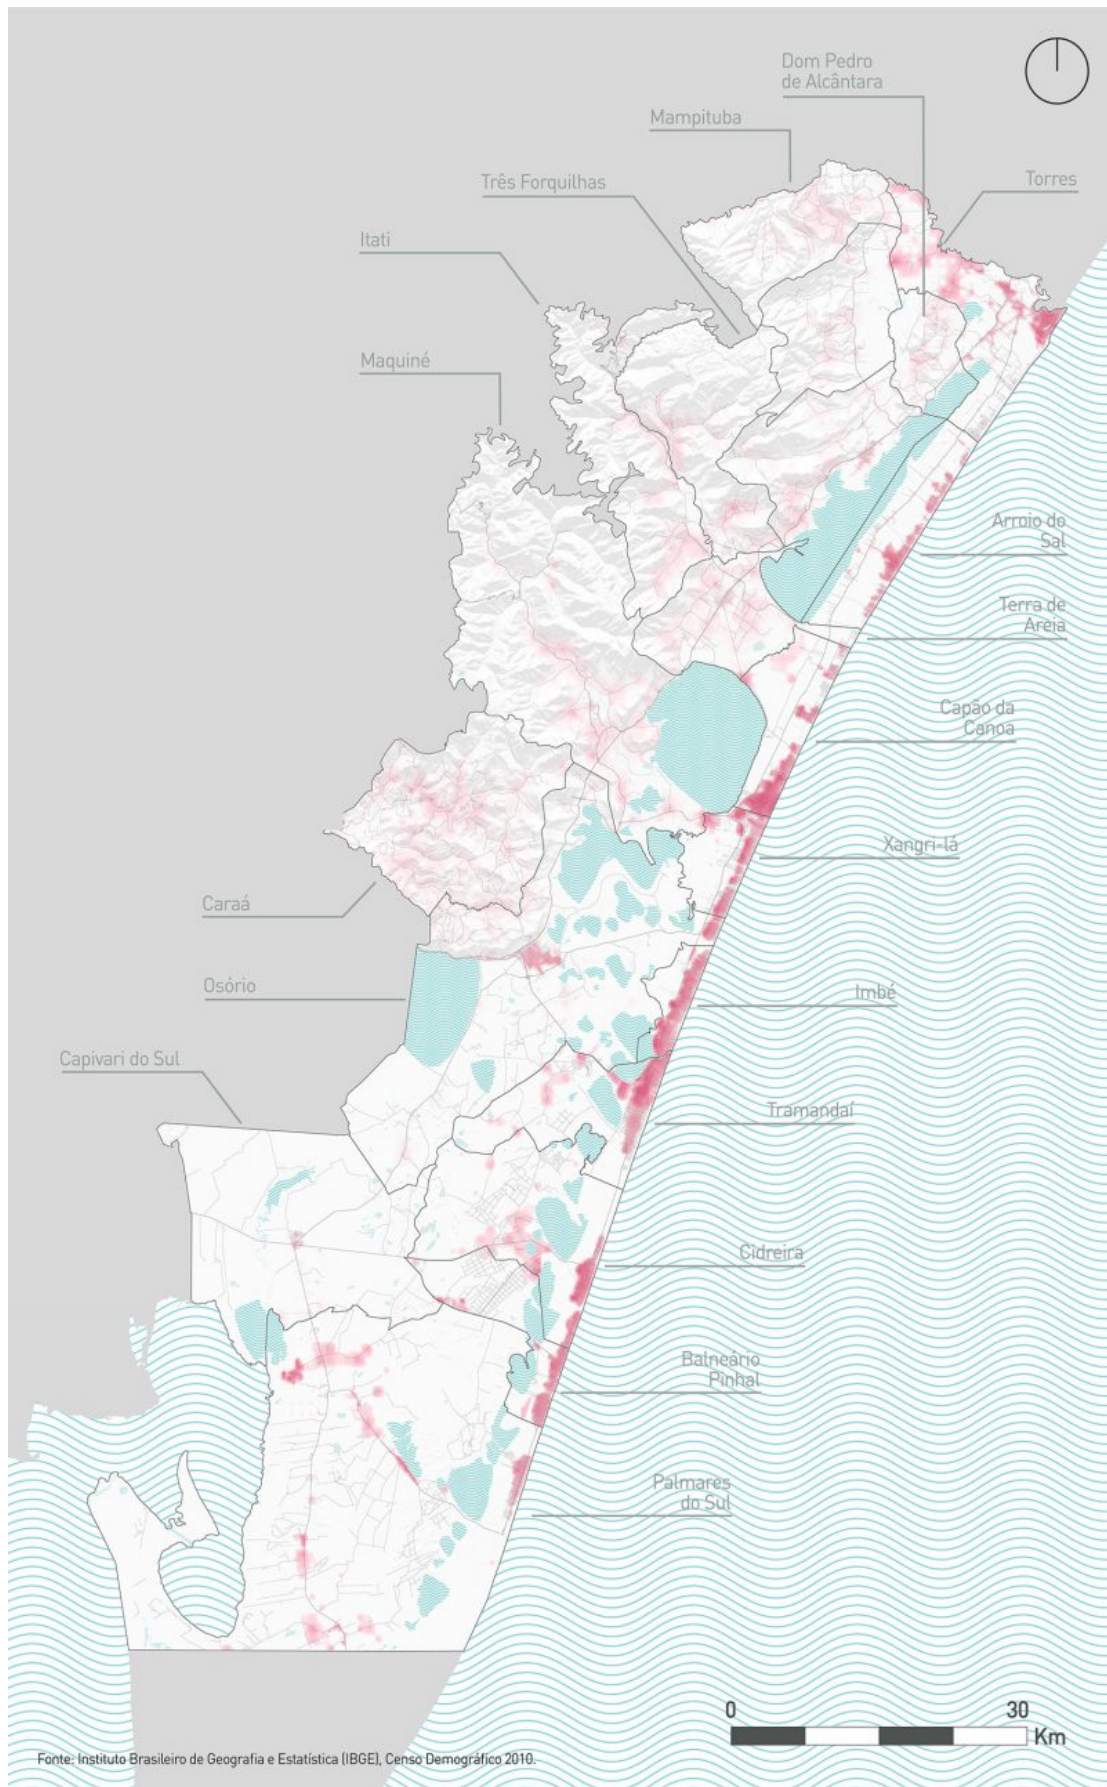 Dom Pedro
de Alcântara
Mampituba
Três Forquilhas
Torres
Itati
Maquiné
Arroio do
Sal
Terra de
Areia
Capão da
Canoa
Xangri-lá
Caraá
Osório
Imbé
Capivari do Sul
Tramandaí
Cidreira
Balneário
Pinhal
Palmares
do Sul
0 30
Km
Fonte: Instituto Brasileiro de Geografia e Estatística (IBGE), Censo Demográfico 2010.